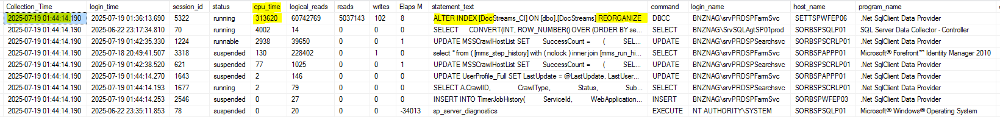 Collection_Time login_time session_id status cpu_time logical_reads reads writes Elaps M statement_text command login_name host_name program_name
2025-07-19 01:44:14.190 2025-07-19 01:36:13.690 5322 running 313620 60742769 5037143 102 8 ALTER INDEX [DocStreams_CI] ON [dbo].[DocStreams] REORGANIZE DBCC BNZNAG\srvPRDSPFarmSvc SETTSPWFEP06 .Net SqlClient Data Provider
2025-07-19 01:44:14.190 2025-06-22 23:17:34.810 70 running 4002 14 0 0 0 SELECT CONVERT(INT, ROW_NUMBER() OVER (ORDER BY se... SELECT BNZNAG\SrvSQLAgtSP01prod SORBSPSQLP01 SQL Server Data Collector - Controller
2025-07-19 01:44:14.190 2025-07-19 01:42:35.330 1224 runnable 2938 39650 0 0 1 UPDATE MSSCrawlHostList SET SuccessCount = ( SEL... UPDATE BNZNAG\srvPRDSPSearchsvc SORBSPSCRLP01 .Net SqlClient Data Provider
2025-07-19 01:44:14.190 2025-07-18 20:49:41.507 3318 suspended 130 228402 0 1 0 select * from ( [mms_step_history] with ( nolock ) inner join [mms_run_hi... SELECT BNZNAG\srvPRDSPFarmSvc SORBSPAPPP01 Microsoft® Forefront™ Identity Manager 2010
2025-07-19 01:44:14.190 2025-07-19 01:42:38.520 621 suspended 77 1025 0 0 1 UPDATE MSSCrawlHostList SET SuccessCount = ( SEL... UPDATE BNZNAG\srvPRDSPSearchsvc SORBSPSCRLP01 .Net SqlClient Data Provider
2025-07-19 01:44:14.190 2025-07-19 01:44:14.270 1643 suspended 2 146 0 0 0 UPDATE UserProfile_Full SET LastUpdate = @LastUpdate, LastUser... UPDATE BNZNAG\srvPRDSPFarmSvc SORBSPAPPP01 .Net SqlClient Data Provider
2025-07-19 01:44:14.190 2025-07-19 01:44:14.193 1677 running 2 79 0 0 0 SELECT A.CrawlID, CrawlType, Status, Sub... SELECT BNZNAG\srvPRDSPSearchsvc SORBSPSCRLP01 .Net SqlClient Data Provider
2025-07-19 01:44:14.190 2025-07-19 01:44:14.253 2546 suspended 0 27 0 0 0 INSERT INTO TimerJobHistory( ServiceId, WebApplication... INSERT BNZNAG\srvPRDSPFarmSvc SORBSPWFEP03 .Net SqlClient Data Provider
2025-07-19 01:44:14.190 2025-06-22 23:35:11.853 78 suspended 0 20 0 0 -34013 sp_server_diagnostics EXECUTE NT AUTHORITY\SYSTEM SORBSPSQLP01 Microsoft® Windows® Operating System